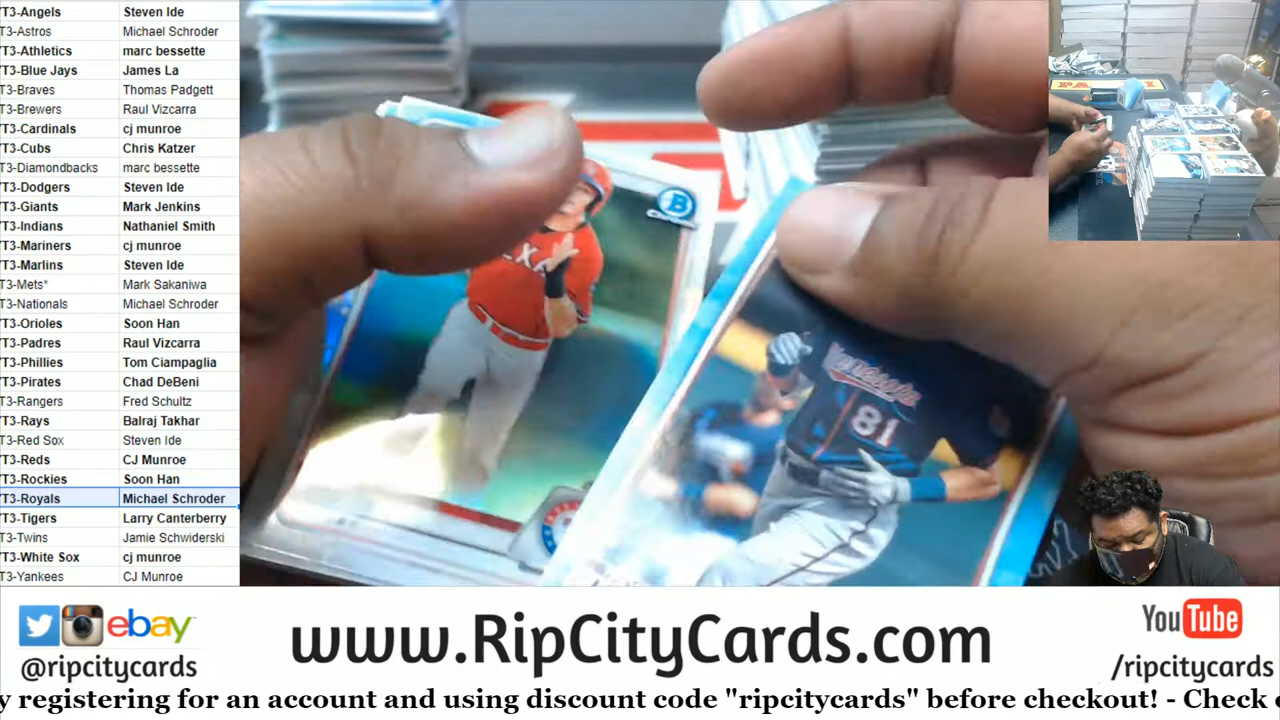 T3-Angels Steven Ide
T3-Astros Michael Schroder
T3-Athletics marc bessette
T3-Blue Jays James La
T3-Braves Thomas Padgett
T3-Brewers Raul Vizcarra
T3-Cardinals cj munroe
T3-Cubs Chris Katzer
T3-Diamondbacks marc bessette
T3-Dodgers Steven Ide
T3-Giants Mark Jenkins
T3-Indians Nathaniel Smith
T3-Mariners cj munroe
T3-Marlins Steven Ide
T3-Mets* Mark Sakaniwa
T3-Nationals Michael Schroder
T3-Orioles Soon Han
T3-Padres Raul Vizcarra
T3-Phillies Tom Ciampaglia
T3-Pirates Chad DeBeni
T3-Rangers Fred Schultz
T3-Rays Balraj Takhar
T3-Red Sox Steven Ide
T3-Reds CJ Munroe
T3-Rockies Soon Han
T3-Royals Michael Schroder
T3-Tigers Larry Canterberry
T3-Twins Jamie Schwiderski
T3-White Sox cj munroe
T3-Yankees CJ Munroe
B
Minnesota
81
ebay
@ripcitycards
www.RipCityCards.com
YouTube
/ripcitycards
y registering for an account and using discount code "ripcitycards" before checkout! - Check